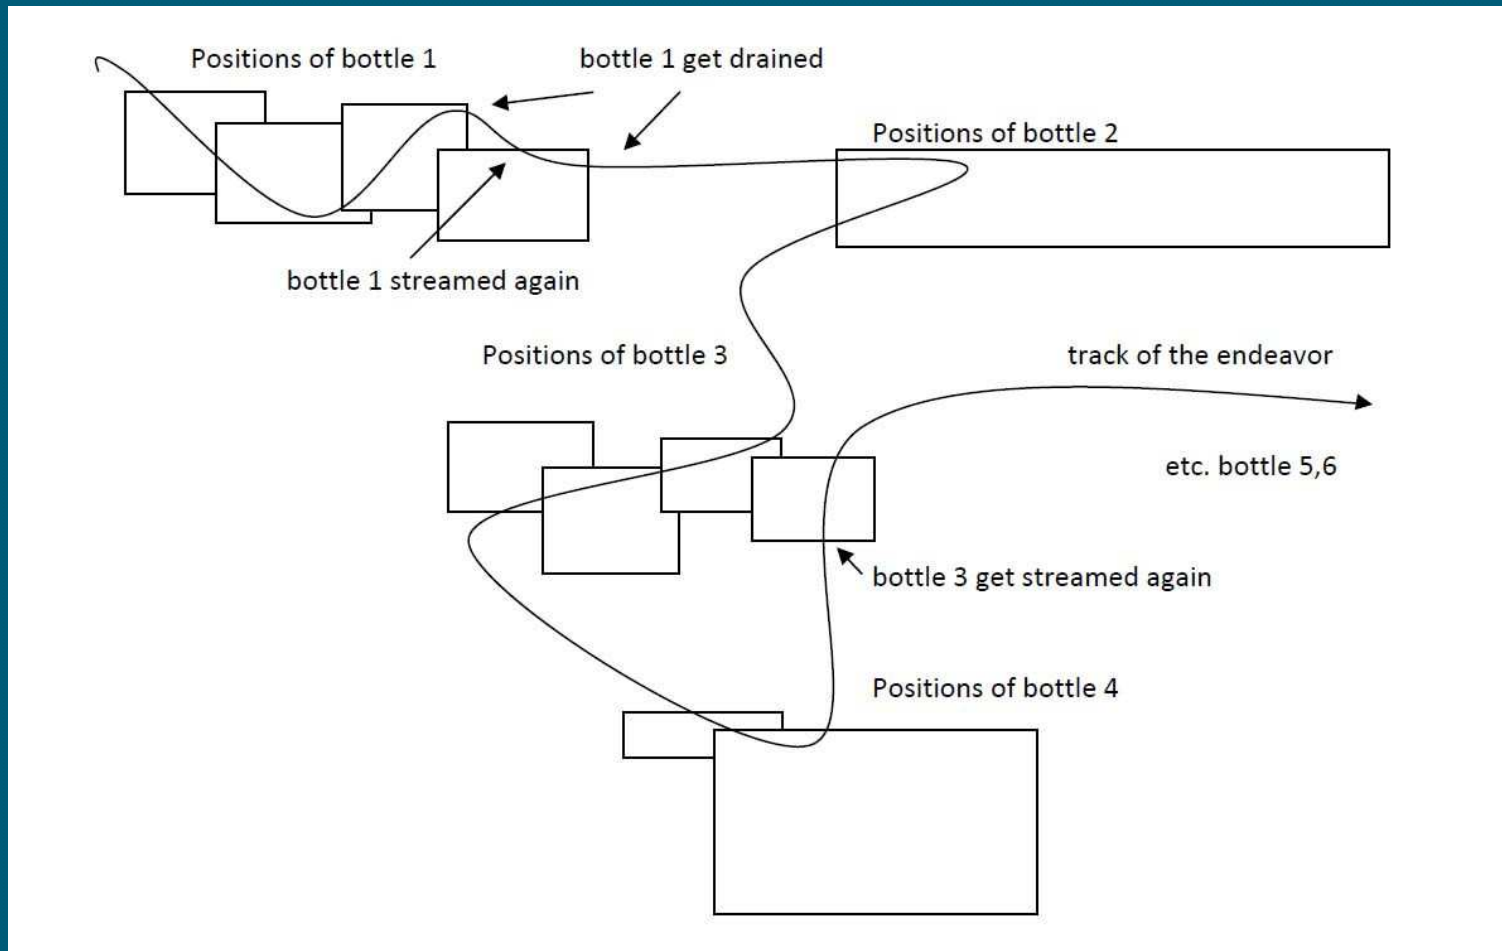 Positions of bottle 1
bottle 1 get drained
Positions of bottle 2
bottle 1 streamed again
Positions of bottle 3
track of the endeavor
etc. bottle 5,6
bottle 3 get streamed again
Positions of bottle 4